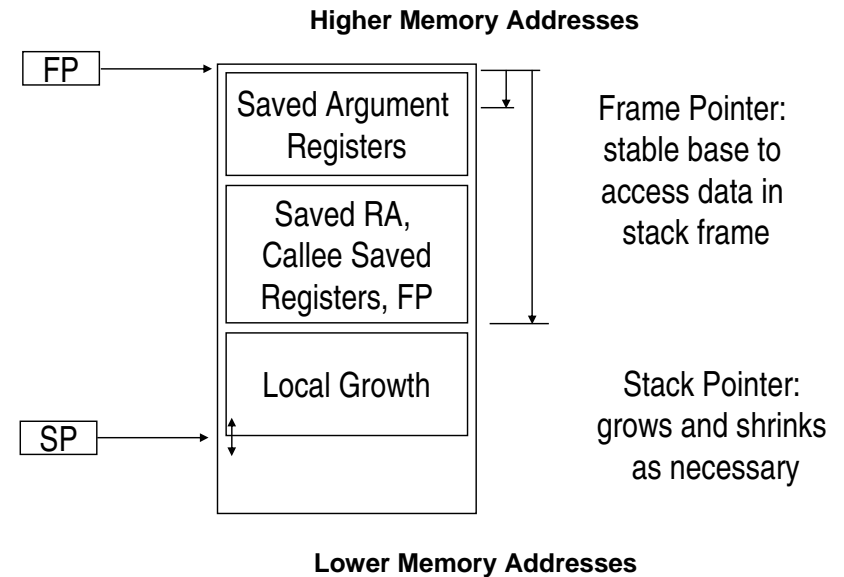 Higher Memory Addresses
FP
Saved Argument
Registers
Frame Pointer:
stable base to
access data in
stack frame
Saved RA,
Callee Saved
Registers, FP
Local Growth
Stack Pointer:
grows and shrinks
as necessary
SP
Lower Memory Addresses